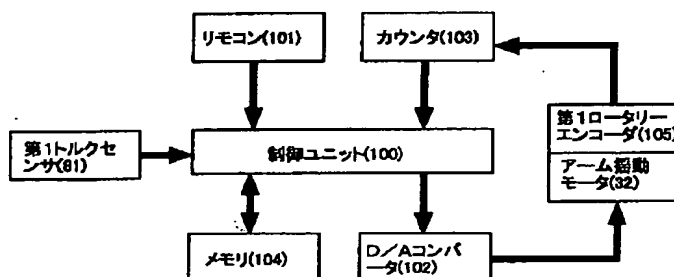 リモコン(101)
カウンタ(103)
第1トルクセ
ンサ(81)
制御ユニット(100)
第1ロータリー
エンコーダ(105)
アーム揺動
モータ(32)
メモリ(104)
D/Aコンバ
ータ(102)